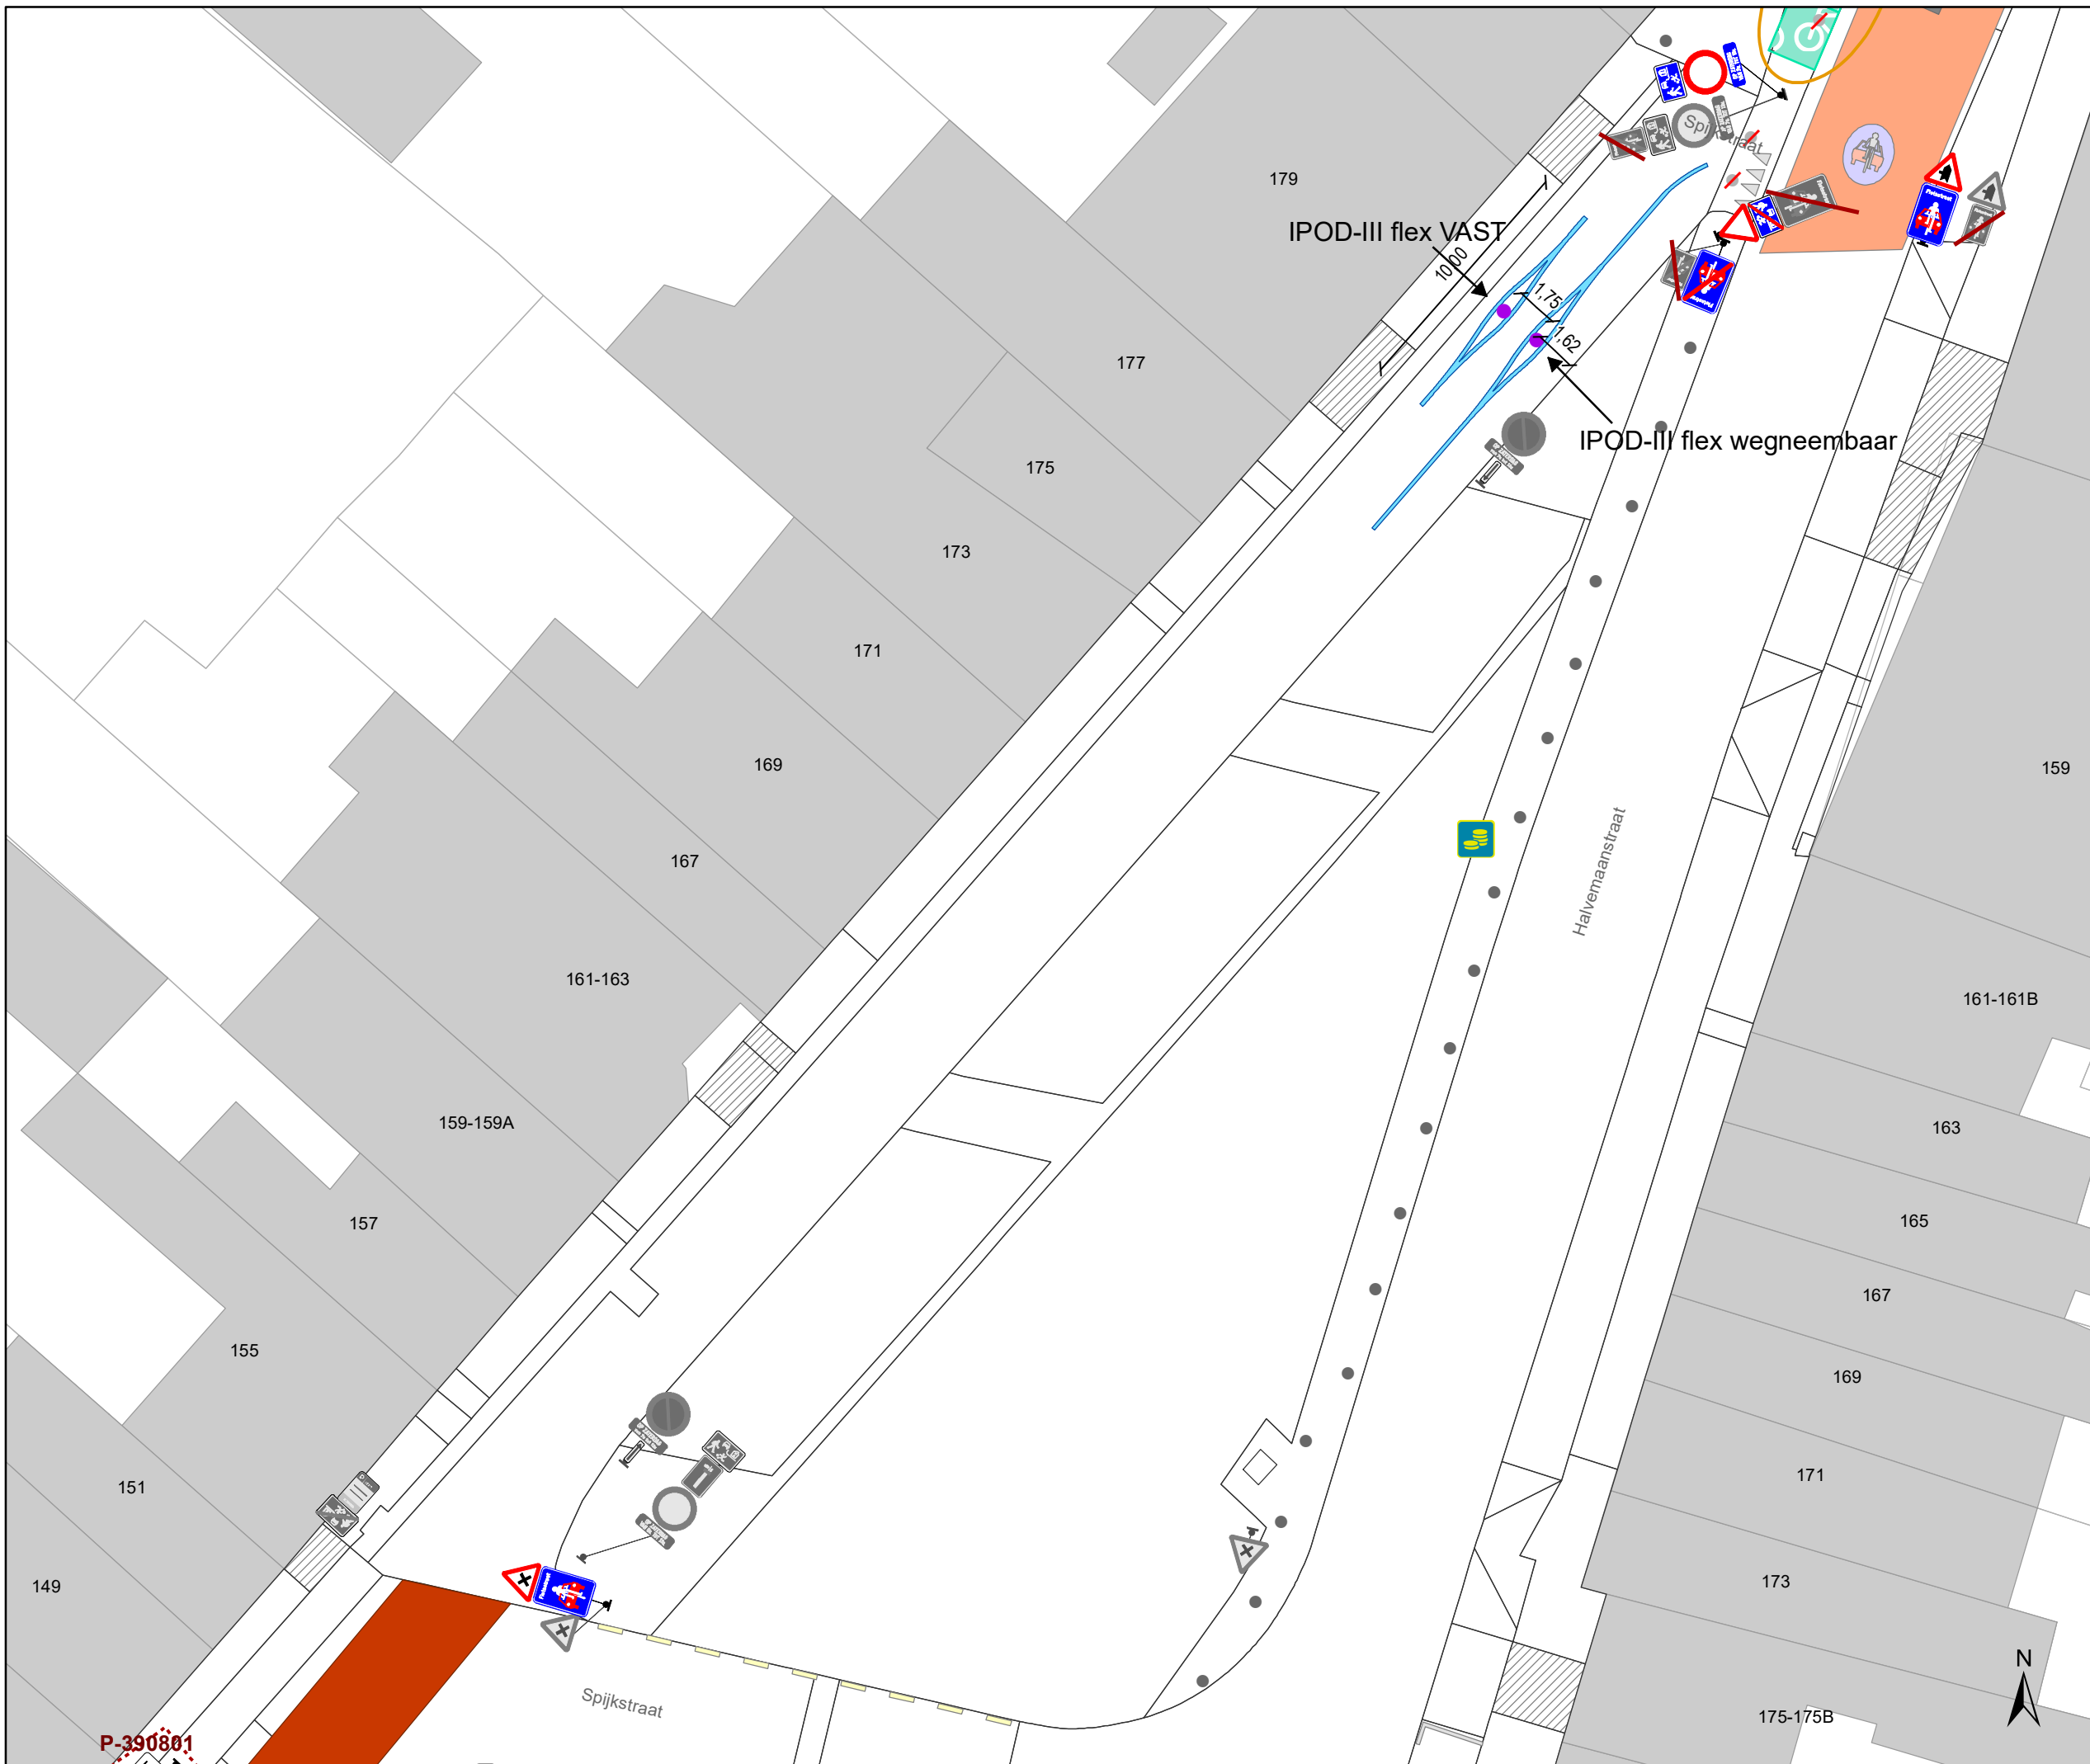 Spijkstraat
179
IPOD-III flex VAST
10,00
1,75
1,62
177
IPOD-III flex wegneembaar
175
173
171
169
159
167
Halvemaanstraat
161-163
161-161B
159-159A
163
157
165
167
155
169
151
171
149
173
Spijkstraat
175-175B
P-390801
N